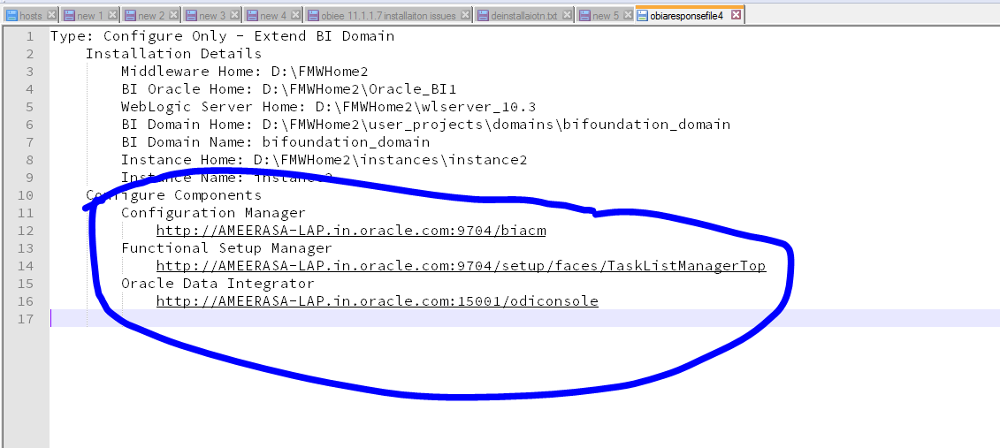 hosts new 1 new 2 new 3 new 4 obiee 11.1.1.7 installaiton issues deinstallaiotn.txt new 5 obiaresponsefile4
1 Type: Configure Only - Extend BI Domain
2 Installation Details
3 Middleware Home: D:\FMWHome2
4 BI Oracle Home: D:\FMWHome2\Oracle_BI1
5 WebLogic Server Home: D:\FMWHome2\wlserver_10.3
6 BI Domain Home: D:\FMWHome2\user_projects\domains\bifoundation_domain
7 BI Domain Name: bifoundation_domain
8 Instance Home: D:\FMWHome2\instances\instance2
9 Instance Name: instance2
10 Configure Components
11 Configuration Manager
12 http://AMEERASA-LAP.in.oracle.com:9704/biacm
13 Functional Setup Manager
14 http://AMEERASA-LAP.in.oracle.com:9704/setup/faces/TaskListManagerTop
15 Oracle Data Integrator
16 http://AMEERASA-LAP.in.oracle.com:15001/odiconsole
17